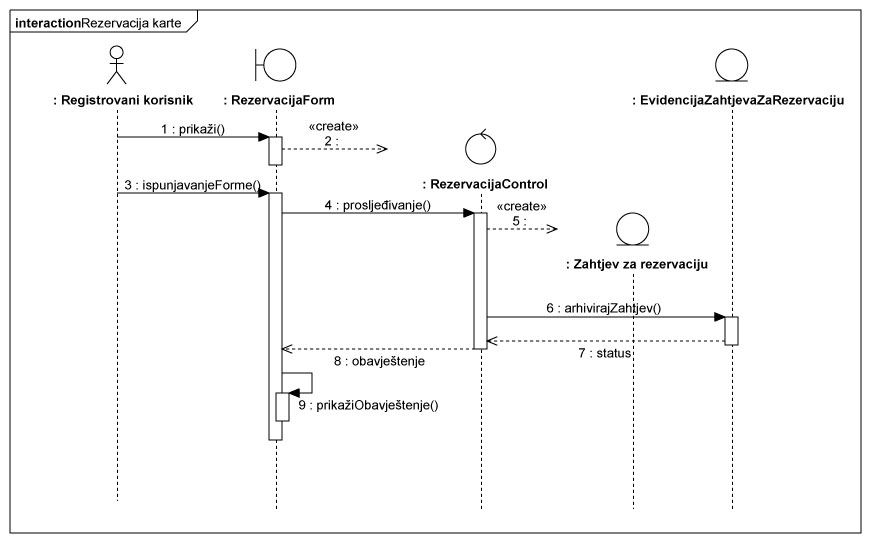 interactionRezervacija karte
: Registrovani korisnik
: RezervacijaForm
: EvidencijaZahtjevaZaRezervaciju
1 : prikaži()
«create»
2 :
: RezervacijaControl
3 : ispunjavanjeForme()
4 : prosljeđivanje()
«create»
5 :
: Zahtjev za rezervaciju
6 : arhivirajZahtjev()
7 : status
8 : obavještenje
9 : prikažiObavještenje()